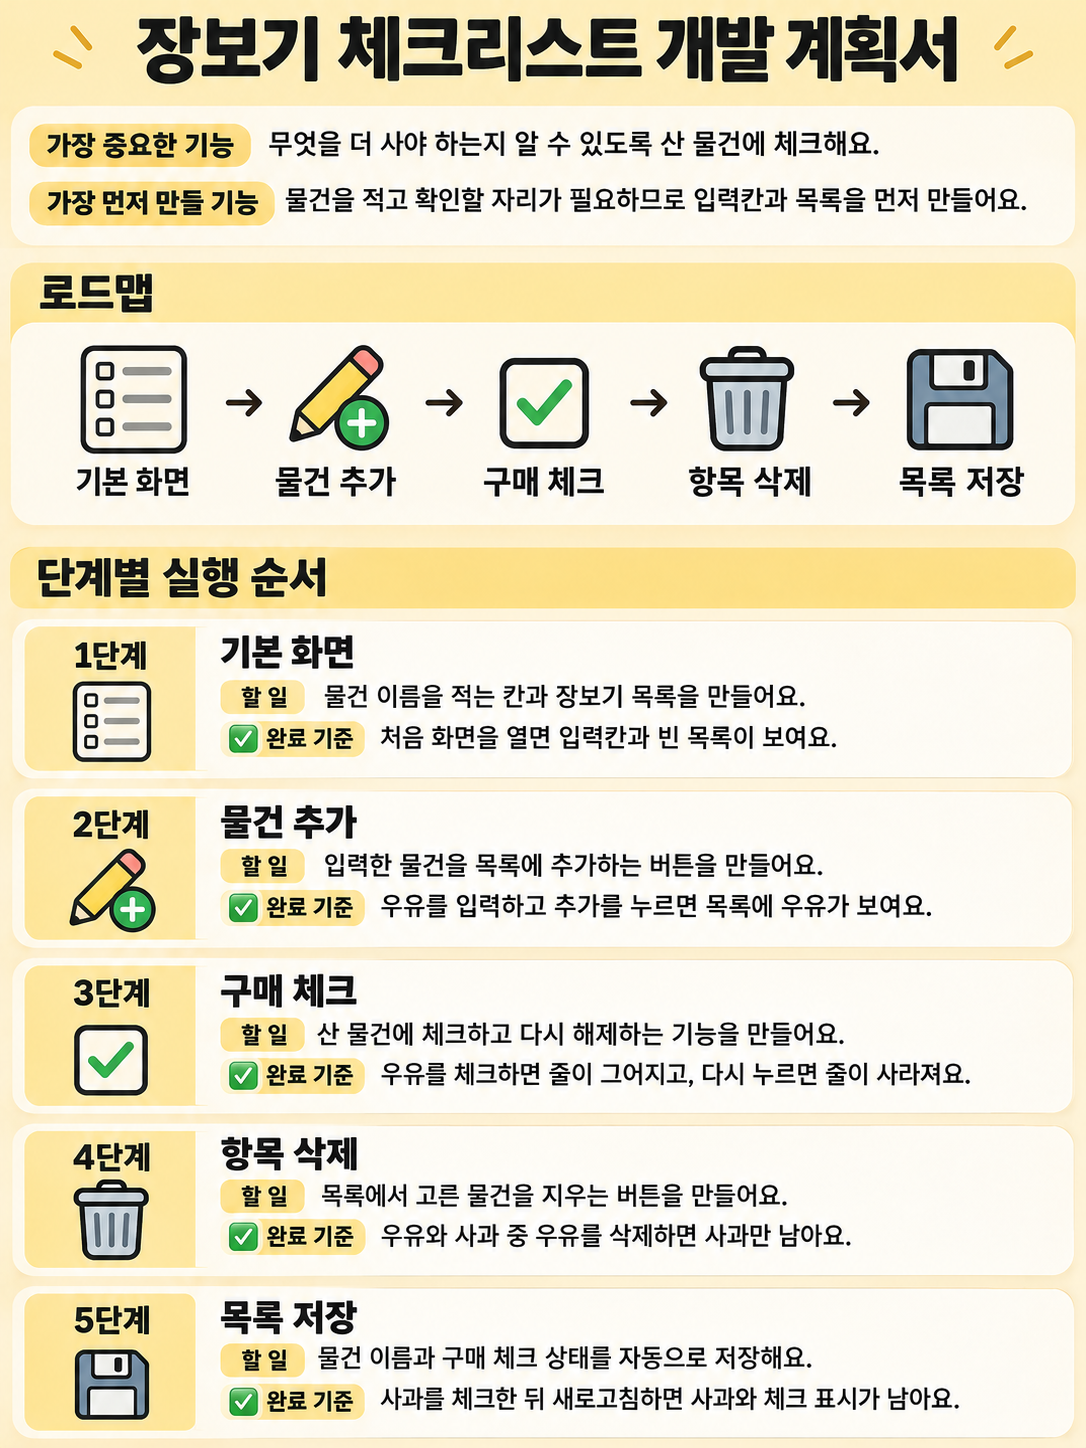 장보기 체크리스트 개발 계획서
가장 중요한 기능 무엇을 더 사야 하는지 알 수 있도록 산 물건에 체크해요.
가장 먼저 만들 기능 물건을 적고 확인할 자리가 필요하므로 입력칸과 목록을 먼저 만들어요.
로드맵
기본 화면 물건 추가 구매 체크 항목 삭제 목록 저장
단계별 실행 순서
1단계
기본 화면
할 일 물건 이름을 적는 칸과 장보기 목록을 만들어요.
완료 기준 처음 화면을 열면 입력칸과 빈 목록이 보여요.
2단계
물건 추가
할 일 입력한 물건을 목록에 추가하는 버튼을 만들어요.
완료 기준 우유를 입력하고 추가를 누르면 목록에 우유가 보여요.
3단계
구매 체크
할 일 산 물건에 체크하고 다시 해제하는 기능을 만들어요.
완료 기준 우유를 체크하면 줄이 그어지고, 다시 누르면 줄이 사라져요.
4단계
항목 삭제
할 일 목록에서 고른 물건을 지우는 버튼을 만들어요.
완료 기준 우유와 사과 중 우유를 삭제하면 사과만 남아요.
5단계
목록 저장
할 일 물건 이름과 구매 체크 상태를 자동으로 저장해요.
완료 기준 사과를 체크한 뒤 새로고침하면 사과와 체크 표시가 남아요.